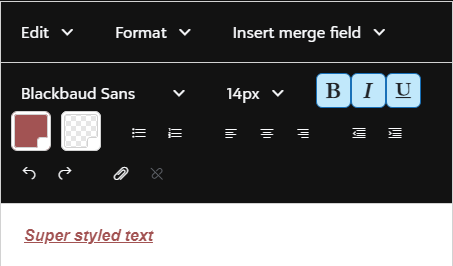 Edit Format Insert merge field
Blackbaud Sans 14px B I U
Super styled text